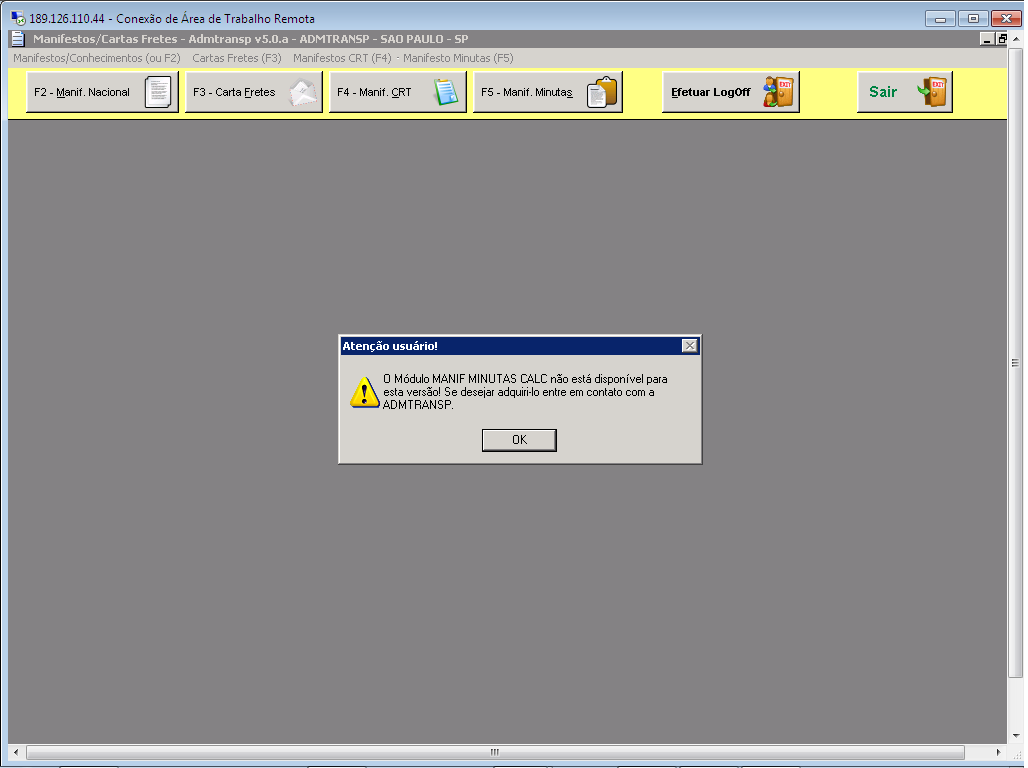 189.126.110.44 - Conexão de Área de Trabalho Remota
Manifestos/Cartas Fretes - Admtransp v5.0.a - ADMTRANSP - SAO PAULO - SP
Manifestos/Conhecimentos (ou F2) Cartas Fretes (F3) Manifestos CRT (F4) - Manifesto Minutas (F5)
F2 - Manif. Nacional F3 - Carta Fretes F4 - Manif. CRT F5 - Manif. Minutas Efetuar LogOff EXIT Sair EXIT
Atenção usuário!
O Módulo MANIF MINUTAS CALC não está disponível para
esta versão! Se desejar adquiri-lo entre em contato com a
ADMTRANSP.
OK